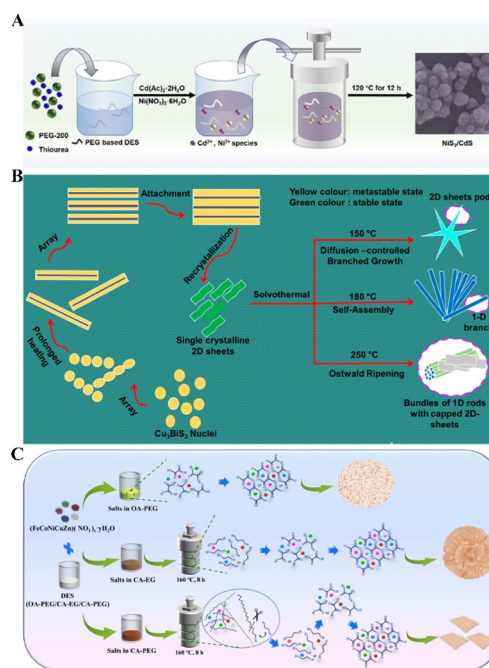 A
Cd(Ac)₂·2H₂O
Ni(NO₃)₂·6H₂O
120 °C for 12 h
PEG-200
Thiourea
PEG based DES
Cd²⁺, Ni²⁺ species
NiS₂/CdS
B
Attachment
Yellow colour: metastable state
Green colour : stable state
2D sheets pod
Array
Recrystallization
150 °C
Diffusion –controlled
Branched Growth
Solvothermal
180 °C
Self-Assembly
1-D
branch
Single crystalline
2D sheets
Prolonged
heating
250 °C
Ostwald Ripening
Array
Cu₃BiS₃ Nuclei
Bundles of 1D rods
with capped 2D-
sheets
C
Salts in OA-PEG
(FeCoNiCuZn)( NO₃)ₓ·yH₂O
Salts in CA-EG
160 °C, 8 h
DES
(OA-PEG/CA-EG/CA-PEG)
Salts in CA-PEG
160 °C, 8 h